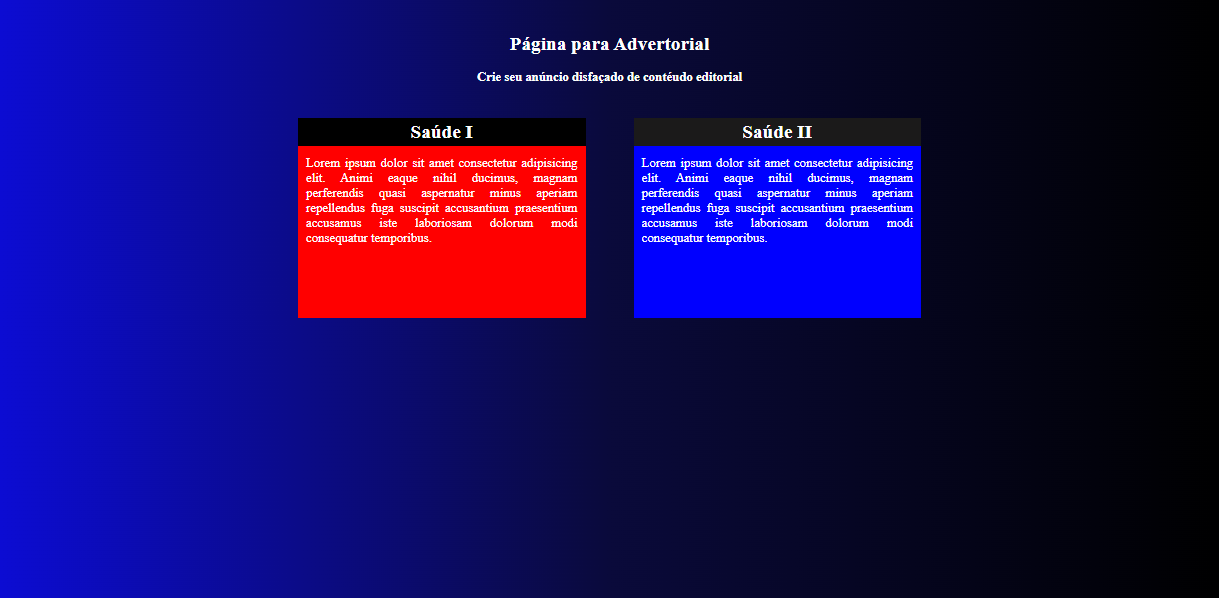 Página para Advertorial
Crie seu anúncio disfaçado de contéudo editorial
Saúde I
Lorem ipsum dolor sit amet consectetur adipisicing
elit. Animi eaque nihil ducimus, magnam
perferendis quasi aspernatur minus aperiam
repellendus fuga suscipit accusantium praesentium
accusamus iste laboriosam dolorum modi
consequatur temporibus.
Saúde II
Lorem ipsum dolor sit amet consectetur adipisicing
elit. Animi eaque nihil ducimus, magnam
perferendis quasi aspernatur minus aperiam
repellendus fuga suscipit accusantium praesentium
accusamus iste laboriosam dolorum modi
consequatur temporibus.